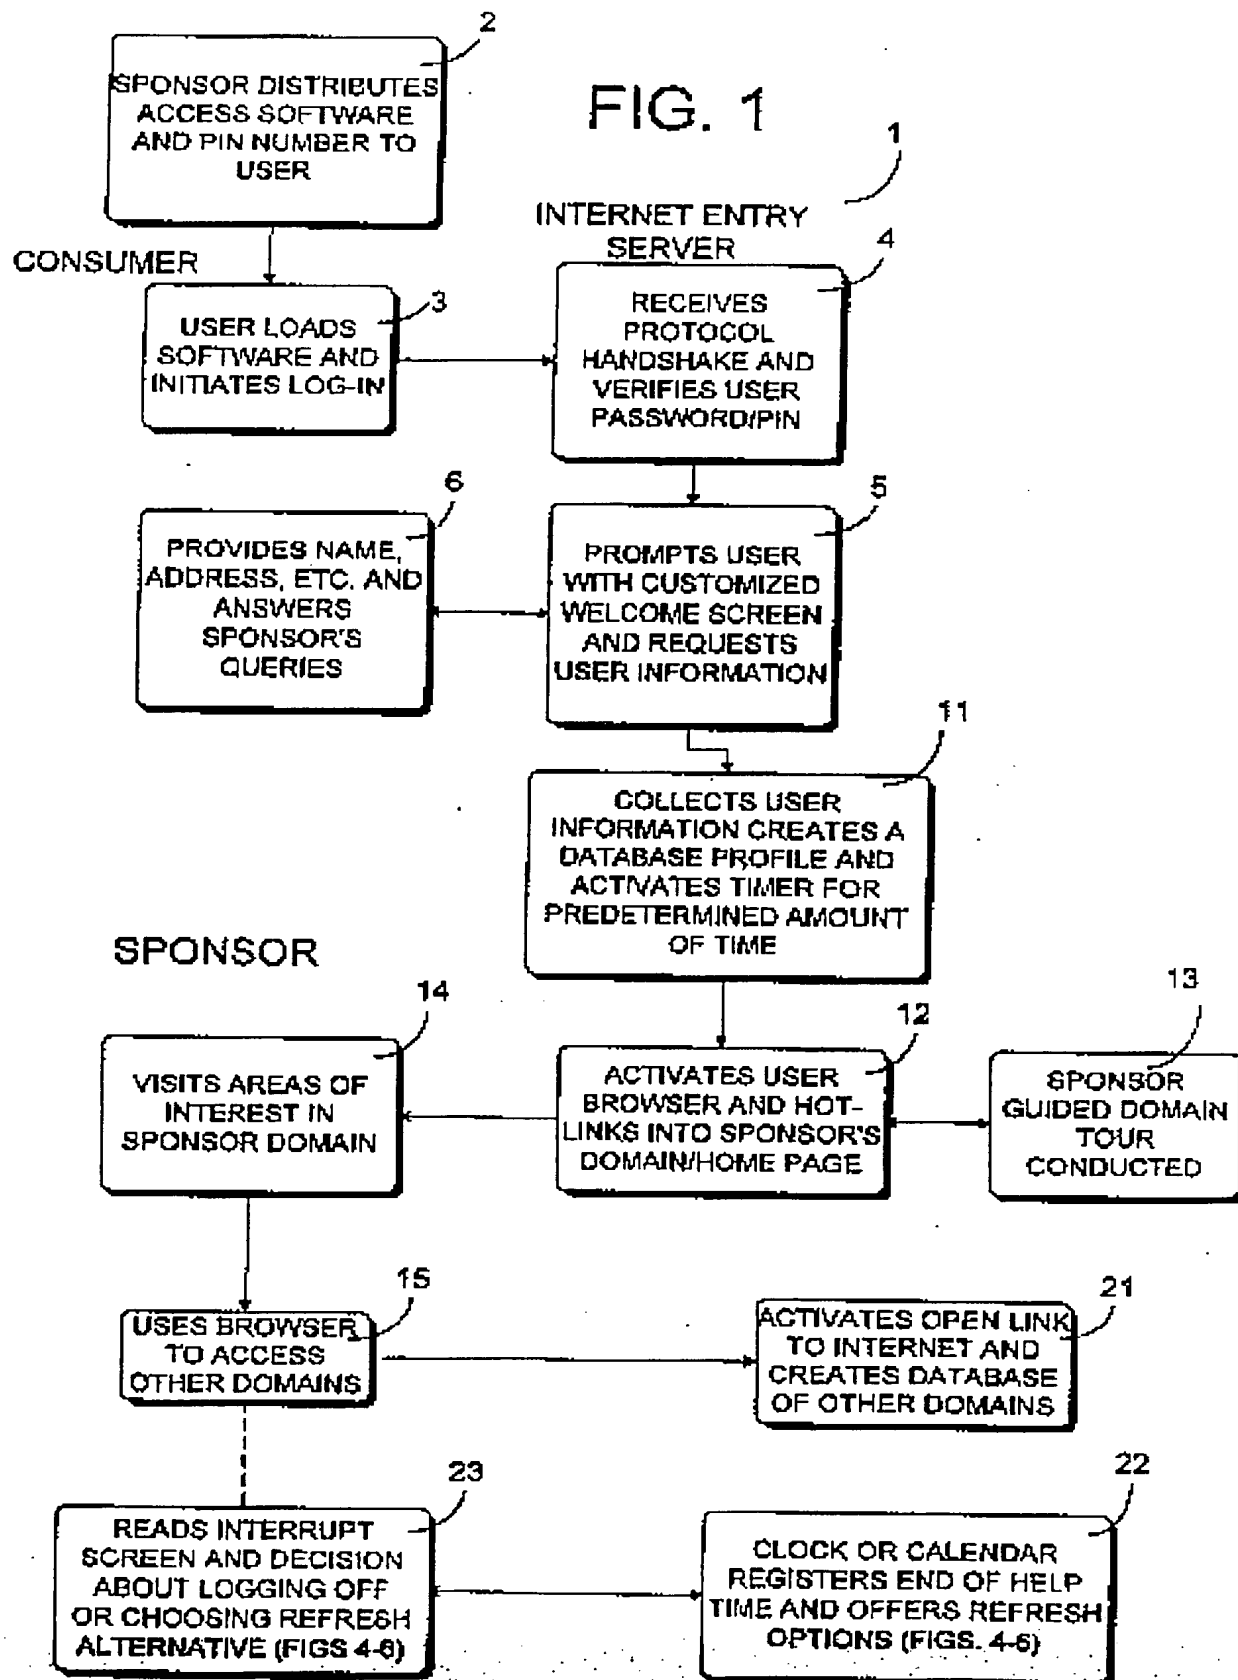 2
SPONSOR DISTRIBUTES
ACCESS SOFTWARE
AND PIN NUMBER TO
USER
FIG. 1
1
INTERNET ENTRY
SERVER
CONSUMER
3
USER LOADS
SOFTWARE AND
INITIATES LOG-IN
4
RECEIVES
PROTOCOL
HANDSHAKE AND
VERIFIES USER
PASSWORD/PIN
6
PROVIDES NAME,
ADDRESS, ETC. AND
ANSWERS
SPONSOR'S
QUERIES
5
PROMPTS USER
WITH CUSTOMIZED
WELCOME SCREEN
AND REQUESTS
USER INFORMATION
11
COLLECTS USER
INFORMATION CREATES A
DATABASE PROFILE AND
ACTIVATES TIMER FOR
PREDETERMINED AMOUNT
OF TIME
SPONSOR
14
VISITS AREAS OF
INTEREST IN
SPONSOR DOMAIN
12
ACTIVATES USER
BROWSER AND HOT-
LINKS INTO SPONSOR'S
DOMAIN/HOME PAGE
13
SPONSOR
GUIDED DOMAIN
TOUR
CONDUCTED
15
USES BROWSER
TO ACCESS
OTHER DOMAINS
21
ACTIVATES OPEN LINK
TO INTERNET AND
CREATES DATABASE
OF OTHER DOMAINS
23
READS INTERRUPT
SCREEN AND DECISION
ABOUT LOGGING OFF
OR CHOOSING REFRESH
ALTERNATIVE (FIGS 4-6)
22
CLOCK OR CALENDAR
REGISTERS END OF HELP
TIME AND OFFERS REFRESH
OPTIONS (FIGS. 4-6)